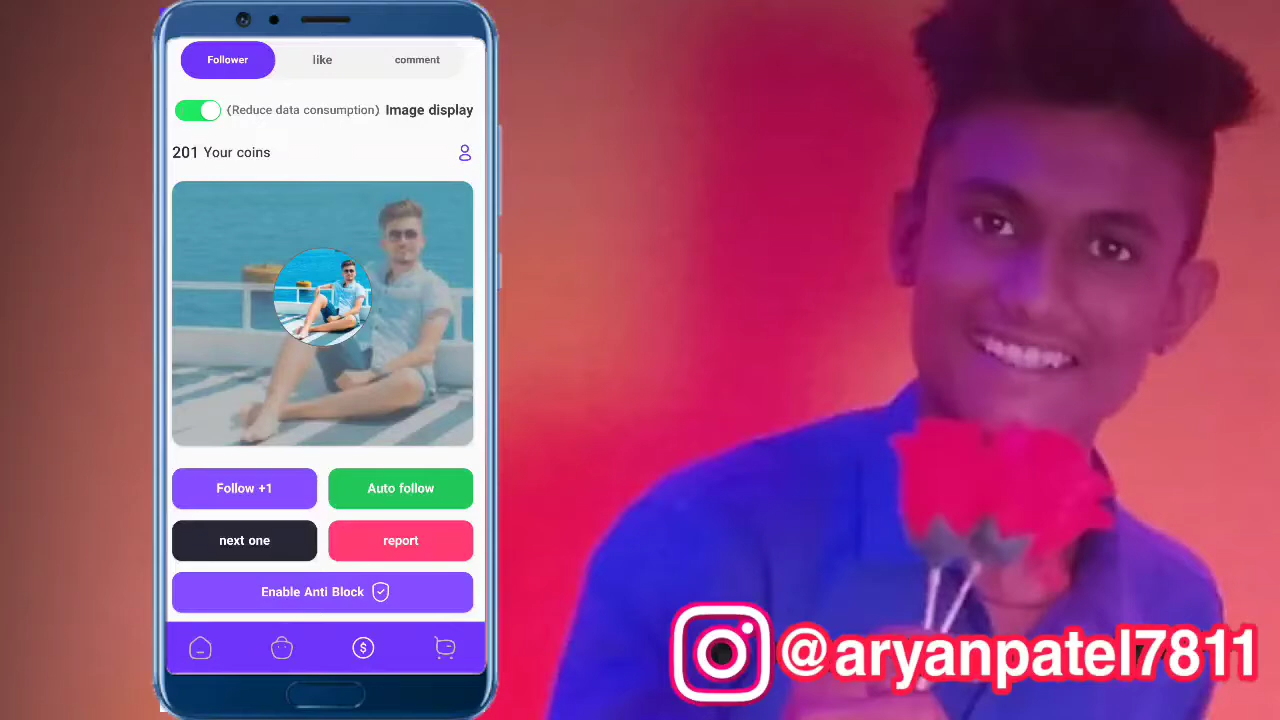 Follower like comment
(Reduce data consumption) Image display
201 Your coins
Follow +1 Auto follow
next one report
Enable Anti Block
@aryanpatel7811